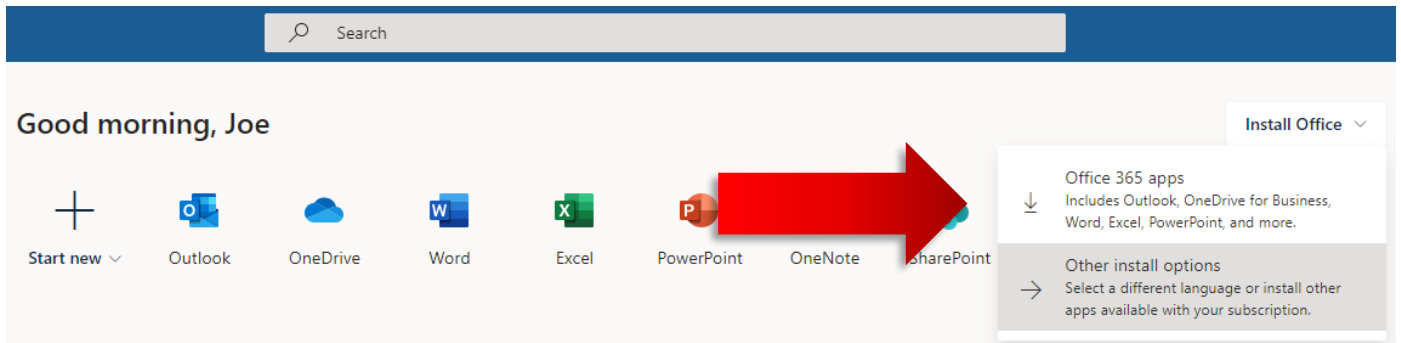 Search
Good morning, Joe
Install Office
Office 365 apps
Includes Outlook, OneDrive for Business,
Word, Excel, PowerPoint, and more.
Other install options
Select a different language or install other
apps available with your subscription.
O
W
X
P
Start new
Outlook
OneDrive
Word
Excel
PowerPoint
OneNote
SharePoint